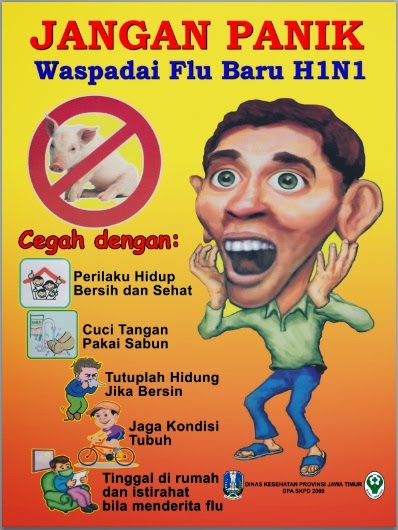 JANGAN PANIK
Waspadai Flu Baru H1N1
Cegah dengan:
Perilaku Hidup
Bersih dan Sehat
Cuci Tangan
Pakai Sabun
Tutuplah Hidung
Jika Bersin
Jaga Kondisi
Tubuh
Tinggal di rumah
dan istirahat
bila menderita flu
DINAS KESEHATAN PROVINSI JAWA TIMUR
DPA SKPD 2009